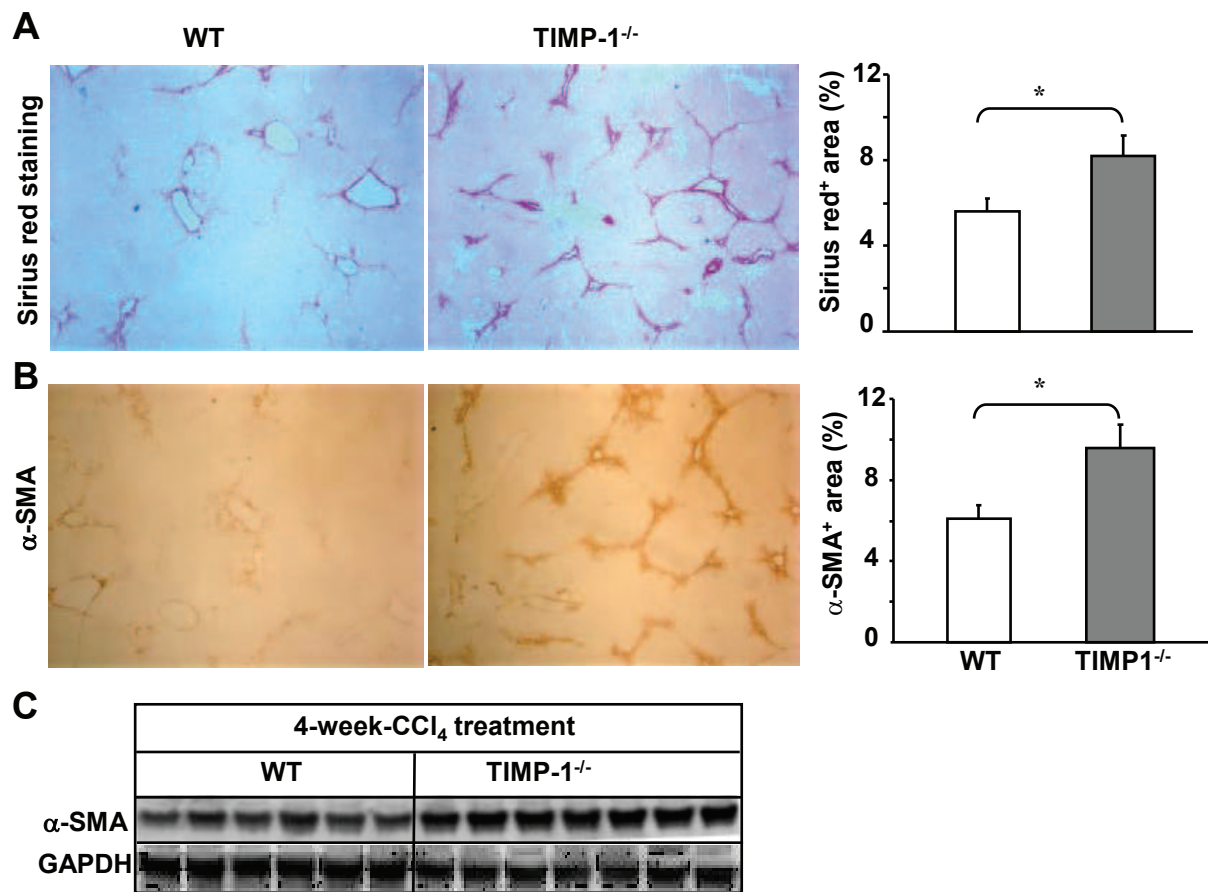 A
WT
TIMP-1-/-
Sirius red staining
Sirius red+ area (%)
12
8
4
0
*
B
α-SMA
α-SMA+ area (%)
12
8
4
0
*
WT
TIMP1-/-
C
4-week-CCl4 treatment
WT
TIMP-1-/-
α-SMA
GAPDH